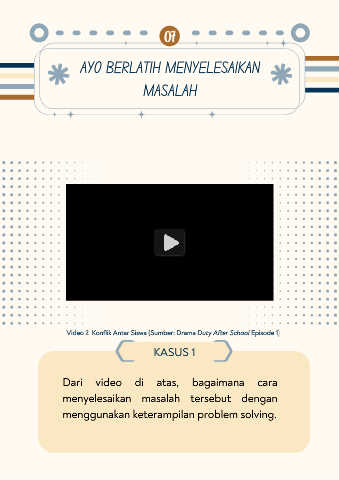 07
AYO BERLATIH MENYELESAIKAN
MASALAH
Video 2. Konflik Antar Siswa (Sumber: Drama Duty After School Episode 1)
KASUS 1
Dari video di atas, bagaimana cara
menyelesaikan masalah tersebut dengan
menggunakan keterampilan problem solving.